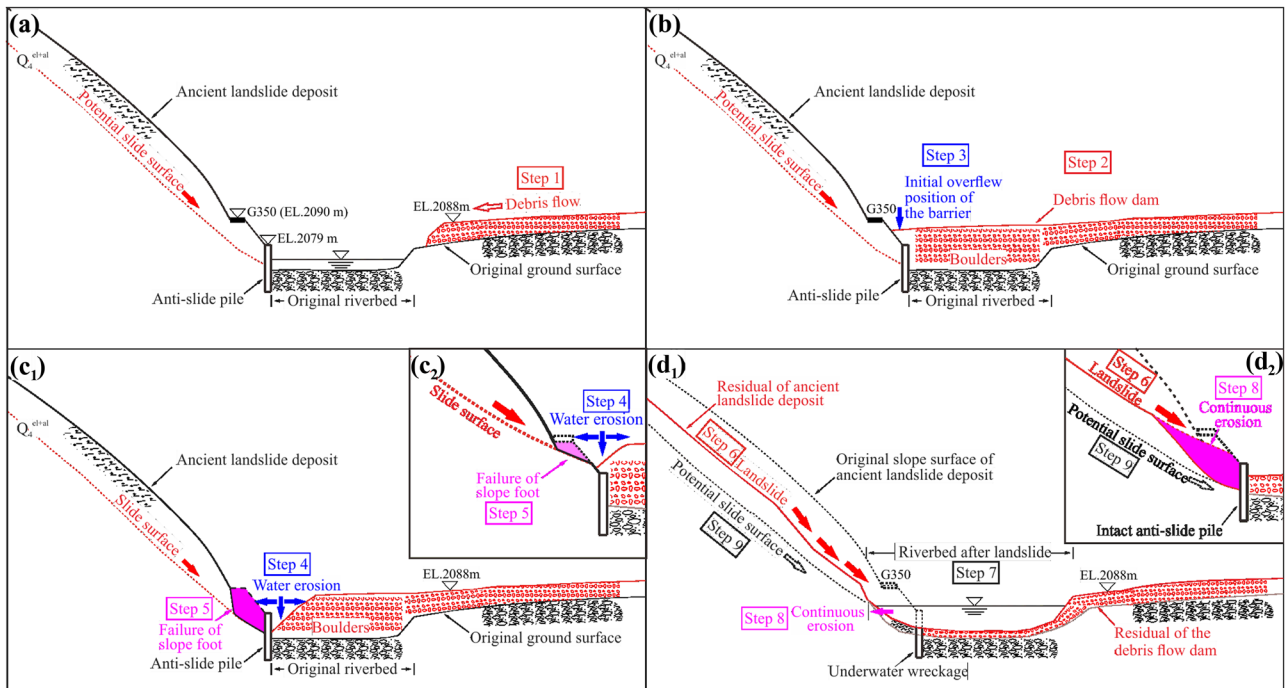 (a)
Q₄ᵉˡ⁺ᵃˡ
Ancient landslide deposit
Potential slide surface
Step 1
Debris flow
EL.2088m
G350 (EL.2090 m)
EL.2079 m
Original ground surface
Anti-slide pile
Original riverbed
(b)
Q₄ᵉˡ⁺ᵃˡ
Ancient landslide deposit
Potential slide surface
Step 3
Step 2
Initial overflew
position of
the barrier
Debris flow dam
G350
Boulders
Original ground surface
Anti-slide pile
Original riverbed
(c₁)
Q₄ᵉˡ⁺ᵃˡ
Ancient landslide deposit
Slide surface
Step 4
Water erosion
EL.2088m
Step 5
Failure of
slope foot
Boulders
Original ground surface
Anti-slide pile
Original riverbed
(c₂)
Slide surface
Step 4
Water erosion
Failure of
slope foot
Step 5
(d₁)
Residual of ancient
landslide deposit
Step 6
Landslide
Original slope surface of
ancient landslide deposit
Potential slide surface
Step 9
Riverbed after landslide
G350
Step 7
EL.2088m
Step 8
Continuous
erosion
Residual of the
debris flow dam
Underwater wreckage
(d₂)
Step 6
Landslide
Step 8
Continuous
erosion
Potential slide surface
Step 9
Intact anti-slide pile